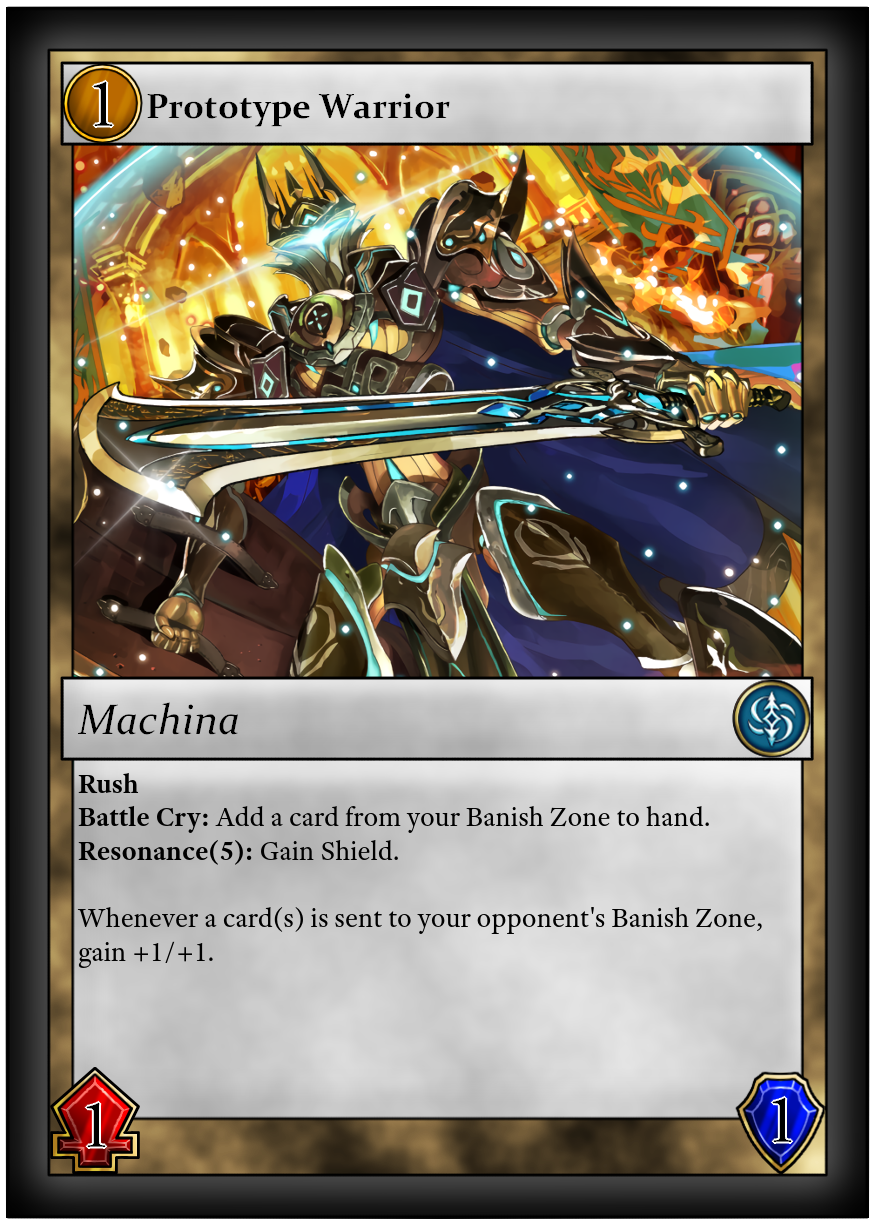 1
Prototype Warrior
Machina
Rush
Battle Cry: Add a card from your Banish Zone to hand.
Resonance(5): Gain Shield.
Whenever a card(s) is sent to your opponent's Banish Zone,
gain +1/+1.
1
1